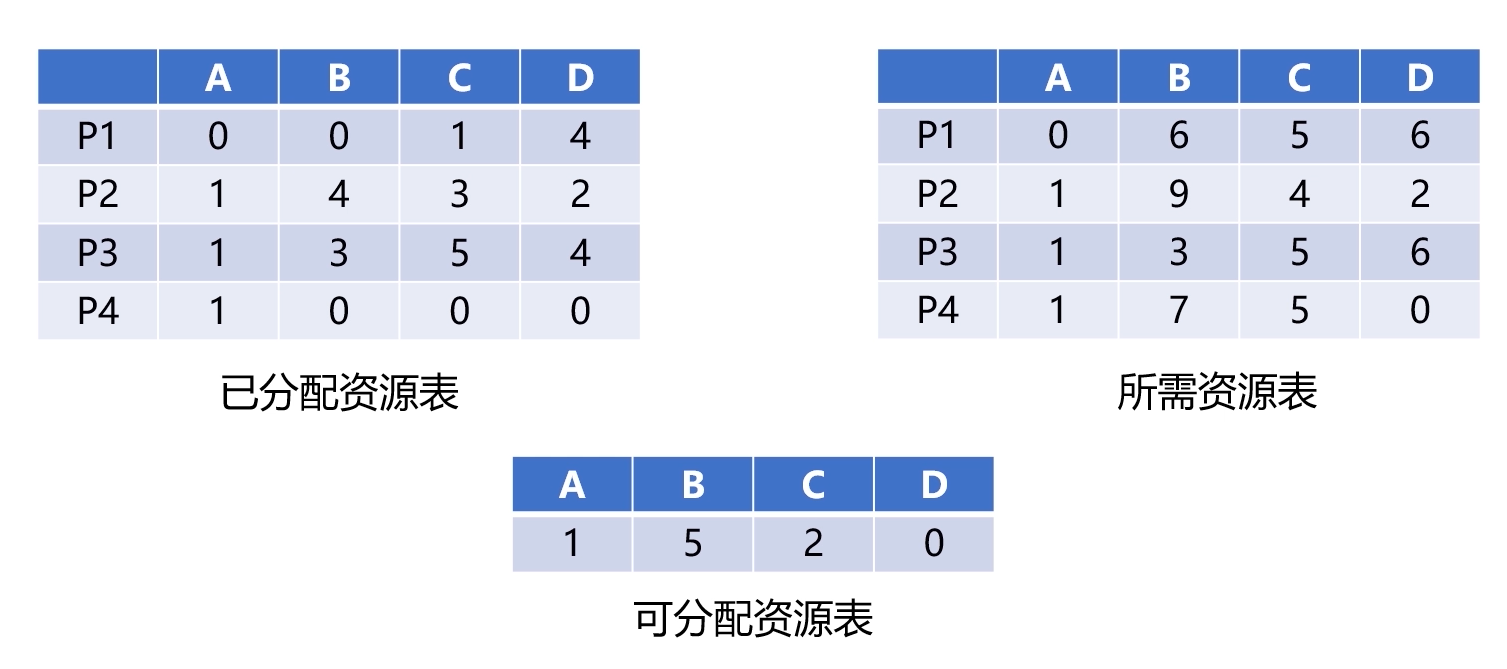 A B C D
P1 0 0 1 4
P2 1 4 3 2
P3 1 3 5 4
P4 1 0 0 0
已分配资源表
A B C D
P1 0 6 5 6
P2 1 9 4 2
P3 1 3 5 6
P4 1 7 5 0
所需资源表
A B C D
1 5 2 0
可分配资源表